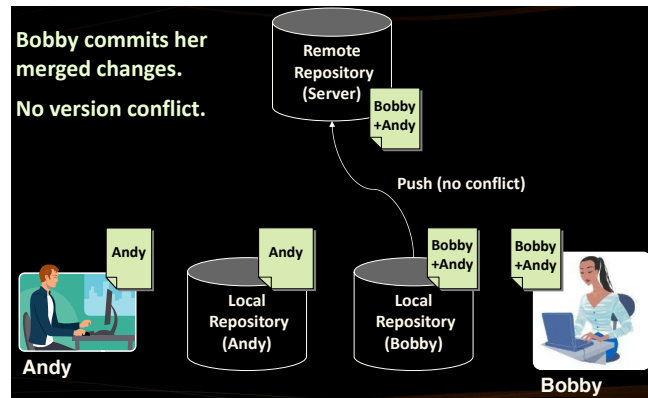 Bobby commits her
merged changes.
No version conflict.
Remote
Repository
(Server)
Bobby
+Andy
Push (no conflict)
Andy
Andy
Bobby
+Andy
Bobby
+Andy
Local
Repository
(Andy)
Local
Repository
(Bobby)
Andy
Bobby